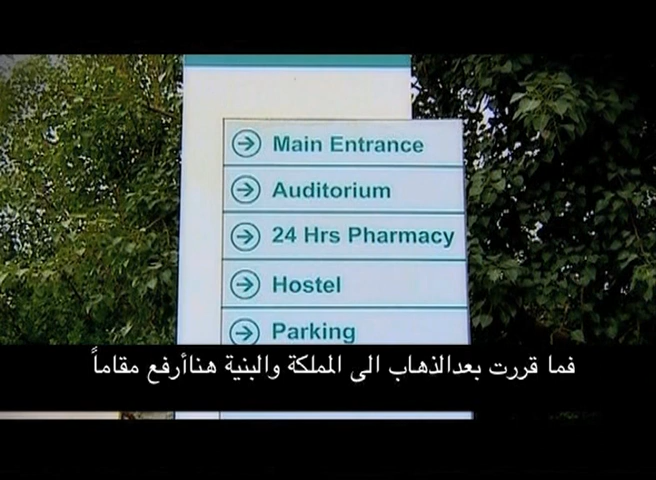 Main Entrance
Auditorium
24 Hrs Pharmacy
Hostel
Parking
فما قررت بعدالذهاب الى المملكة والبنية هناأرفع مقاماً